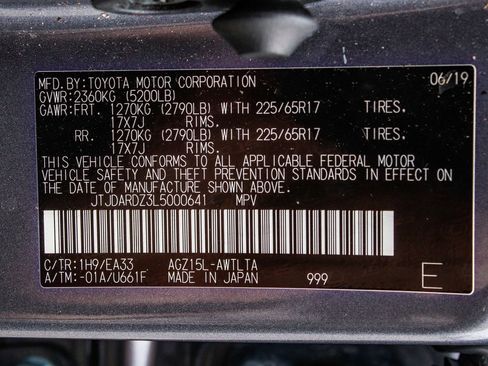 MFD.BY:TOYOTA MOTOR CORPORATION 06/19
GVWR:2360KG (5200LB)
GAWR:FRT. 1270KG (2790LB) WITH 225/65R17 TIRES,
17X7J RIMS.
RR. 1270KG (2790LB) WITH 225/65R17 TIRES,
17X7J RIMS.
THIS VEHICLE CONFORMS TO ALL APPLICABLE FEDERAL MOTOR
VEHICLE SAFETY AND THEFT PREVENTION STANDARDS IN EFFECT ON
THE DATE OF MANUFACTURE SHOWN ABOVE.
JTJDARDZ3L5000641 MPV
C/TR:1H9/EA33 AGZ15L-AWTLTA
A/TM:-01A/U661F MADE IN JAPAN 999 E